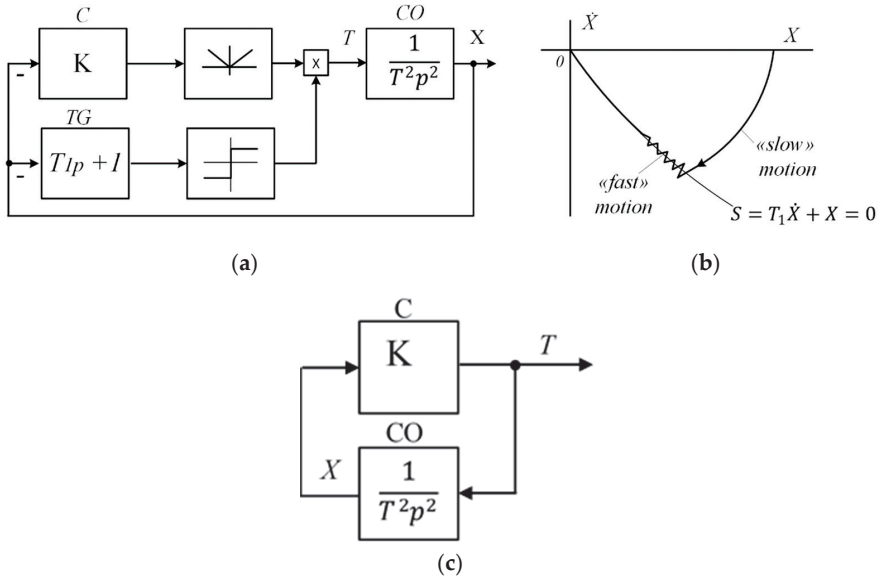 C
K
-
TG
T1p +1
-
x
T
CO
1
T²p²
X
(a)
Ẋ
X
0
«slow»
motion
«fast»
motion
S = T₁Ẋ + X = 0
(b)
C
K
T
CO
X
1
T²p²
(c)